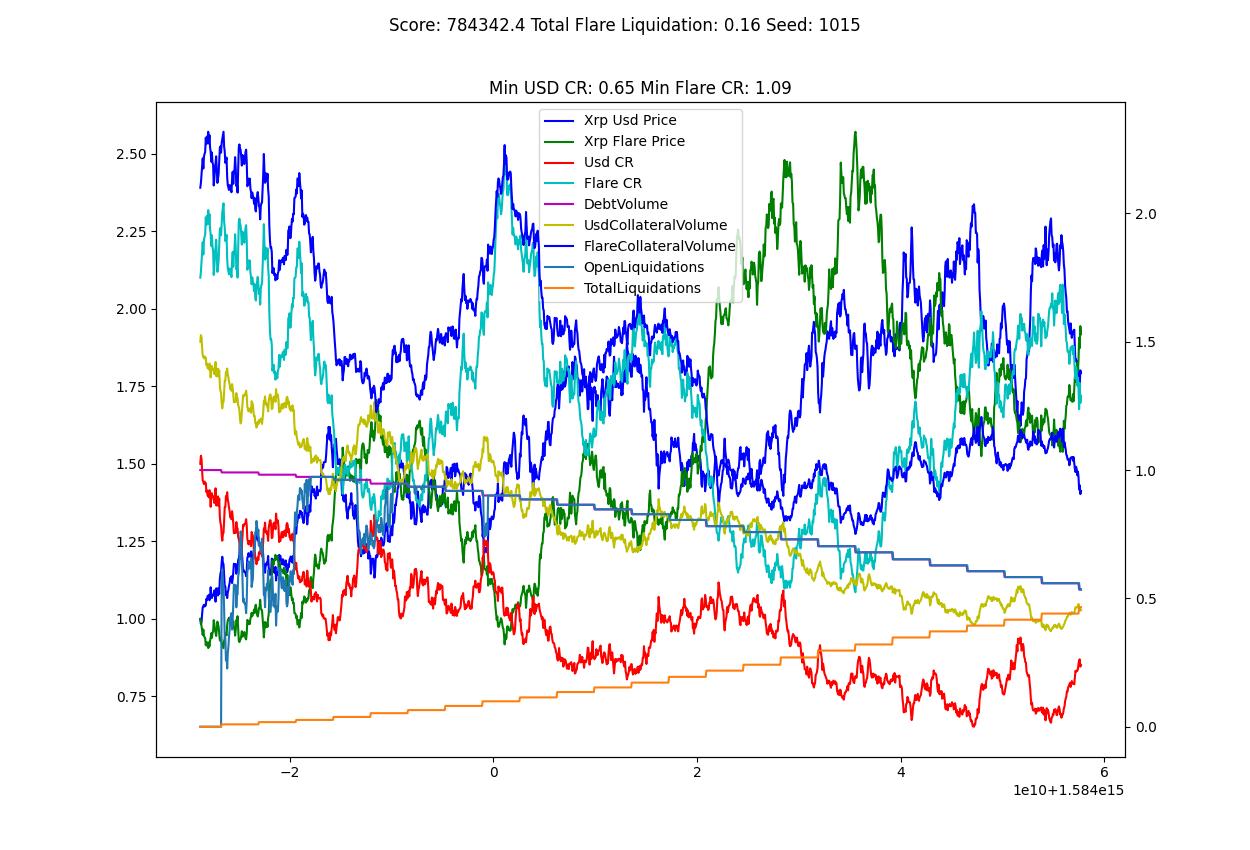 Score: 784342.4 Total Flare Liquidation: 0.16 Seed: 1015
Min USD CR: 0.65 Min Flare CR: 1.09
Xrp Usd Price
Xrp Flare Price
Usd CR
Flare CR
DebtVolume
UsdCollateralVolume
FlareCollateralVolume
OpenLiquidations
TotalLiquidations
2.50
2.25
2.00
1.75
1.50
1.25
1.00
0.75
2.0
1.5
1.0
0.5
0.0
−2 0 2 4 6
1e10+1.584e15